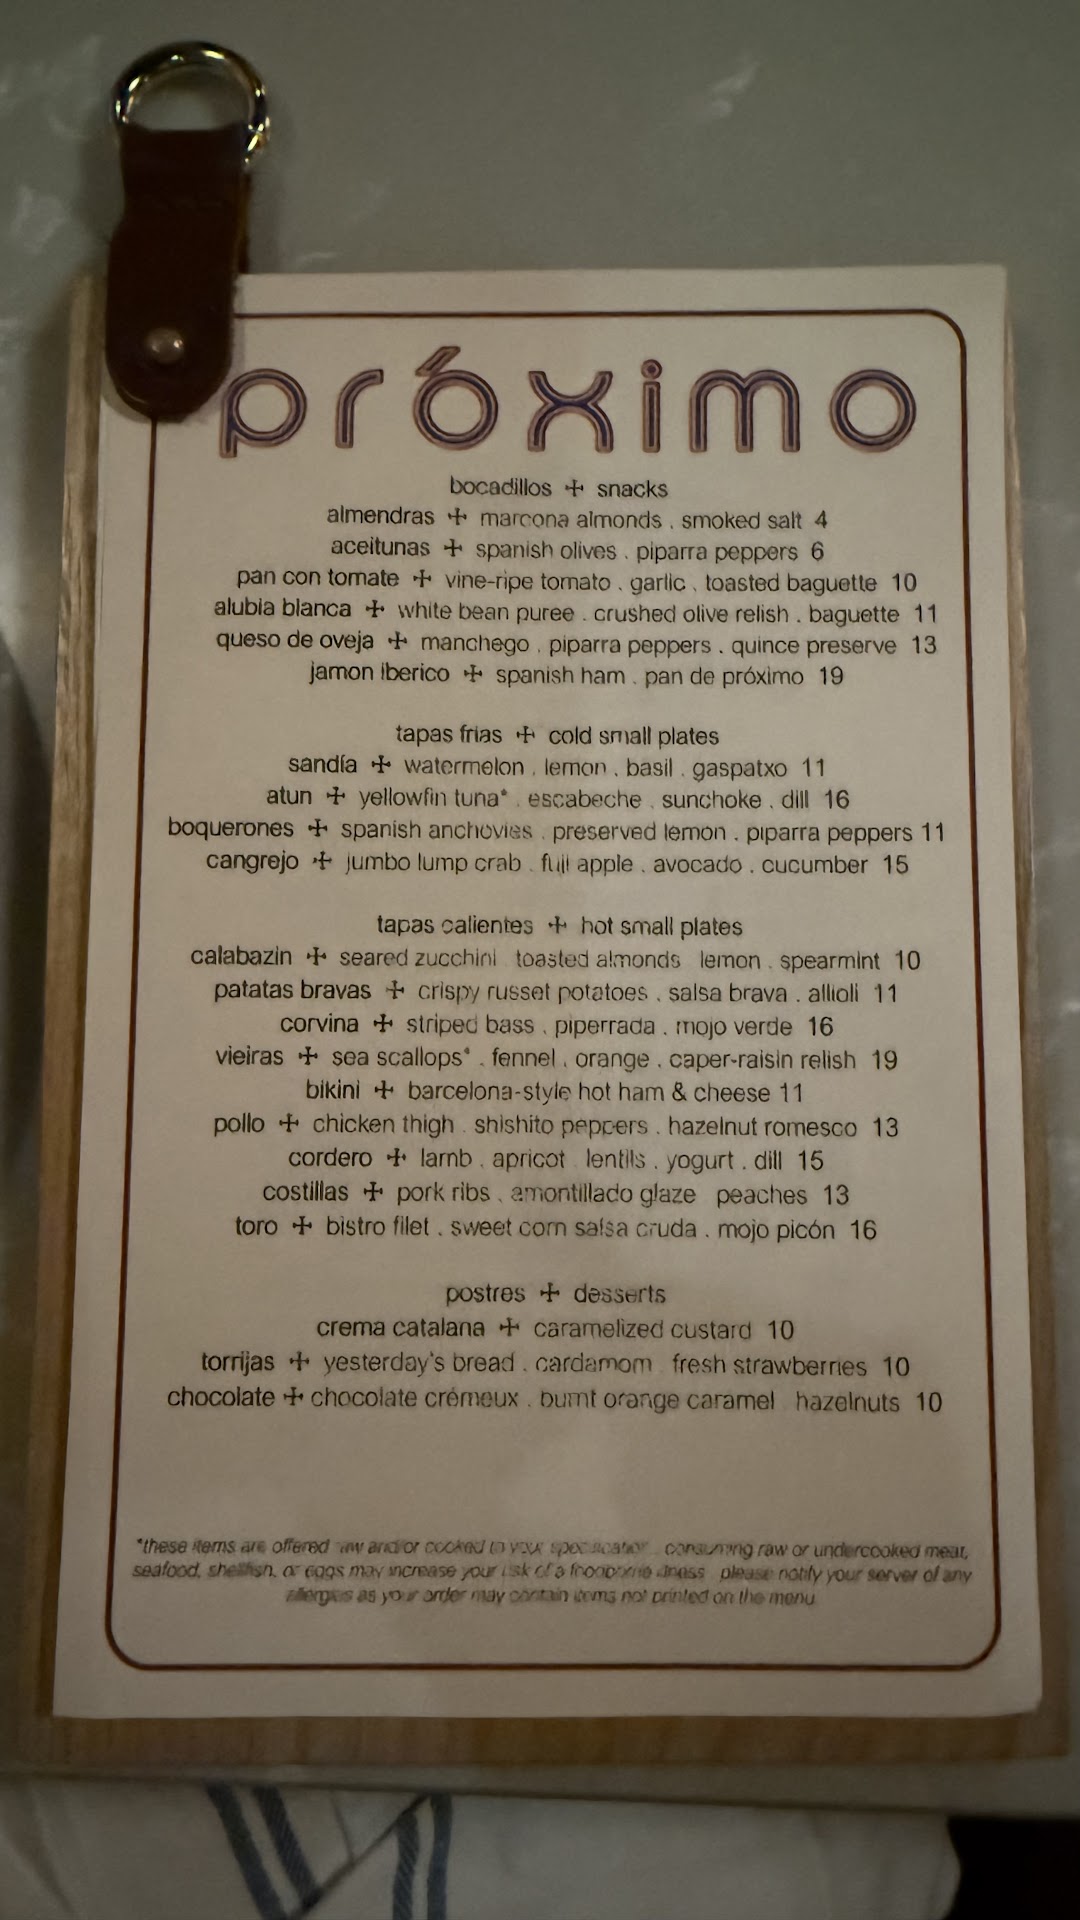 próximo
bocadillos ✢ snacks
almendras ✢ marcona almonds . smoked salt 4
aceitunas ✢ spanish olives . piparra peppers 6
pan con tomate ✢ vine-ripe tomato . garlic . toasted baguette 10
alubia blanca ✢ white bean puree . crushed olive relish . baguette 11
queso de oveja ✢ manchego . piparra peppers . quince preserve 13
jamon iberico ✢ spanish ham . pan de próximo 19
tapas frias ✢ cold small plates
sandía ✢ watermelon . lemon . basil . gaspatxo 11
atun ✢ yellowfin tuna* . escabeche . sunchoke . dill 16
boquerones ✢ spanish anchovies . preserved lemon . piparra peppers 11
cangrejo ✢ jumbo lump crab . fuji apple . avocado . cucumber 15
tapas calientes ✢ hot small plates
calabazin ✢ seared zucchini . toasted almonds . lemon . spearmint 10
patatas bravas ✢ crispy russet potatoes . salsa brava . allioli 11
corvina ✢ striped bass . piperrada . mojo verde 16
vieiras ✢ sea scallops* . fennel . orange . caper-raisin relish 19
bikini ✢ barcelona-style hot ham & cheese 11
pollo ✢ chicken thigh . shishito peppers . hazelnut romesco 13
cordero ✢ lamb . apricot . lentils . yogurt . dill 15
costillas ✢ pork ribs . amontillado glaze . peaches 13
toro ✢ bistro filet . sweet corn salsa cruda . mojo picón 16
postres ✢ desserts
crema catalana ✢ caramelized custard 10
torrijas ✢ yesterday's bread . cardamom . fresh strawberries 10
chocolate ✢ chocolate crémeux . burnt orange caramel . hazelnuts 10
*these items are offered raw and/or cooked to your specification . consuming raw or undercooked meat,
seafood, shellfish, or eggs may increase your risk of a foodborne illness . please notify your server of any
allergies as your order may contain items not printed on the menu